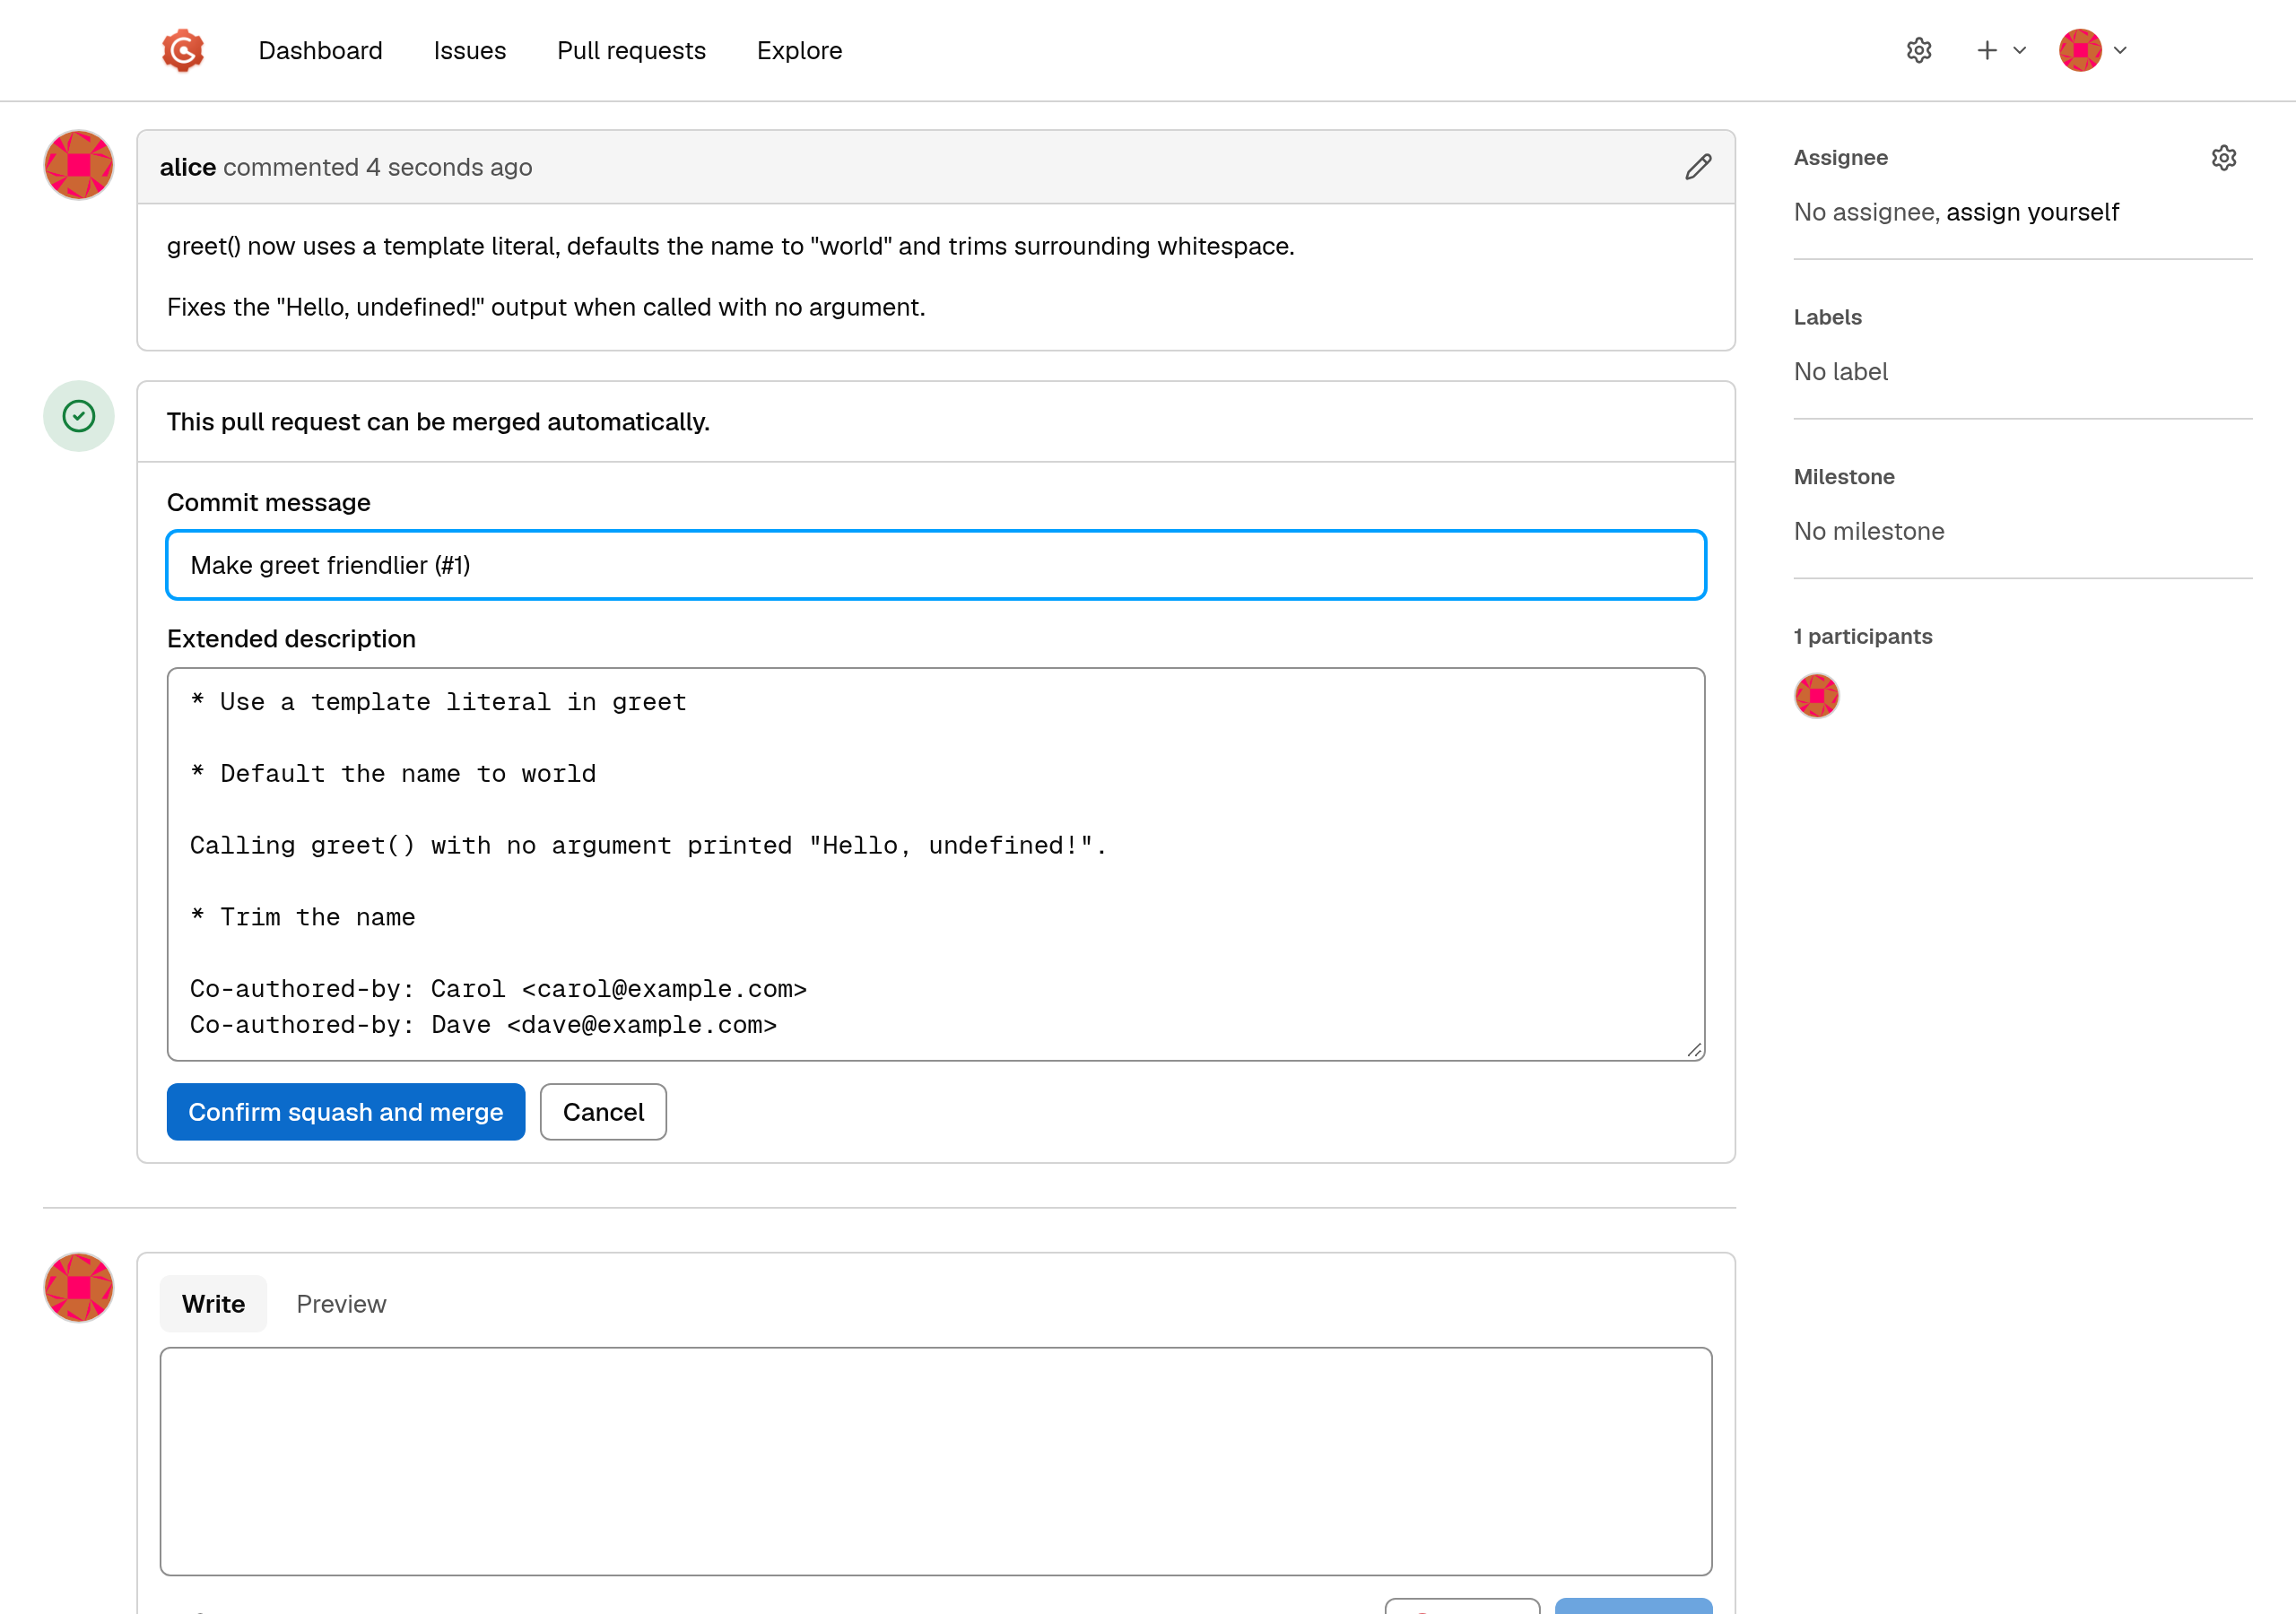 Dashboard Issues Pull requests Explore
alice commented 4 seconds ago
greet() now uses a template literal, defaults the name to "world" and trims surrounding whitespace.
Fixes the "Hello, undefined!" output when called with no argument.
This pull request can be merged automatically.
Commit message
Make greet friendlier (#1)
Extended description
* Use a template literal in greet
* Default the name to world
Calling greet() with no argument printed "Hello, undefined!".
* Trim the name
Co-authored-by: Carol <carol@example.com>
Co-authored-by: Dave <dave@example.com>
Confirm squash and merge Cancel
Write Preview
Assignee
No assignee, assign yourself
Labels
No label
Milestone
No milestone
1 participants